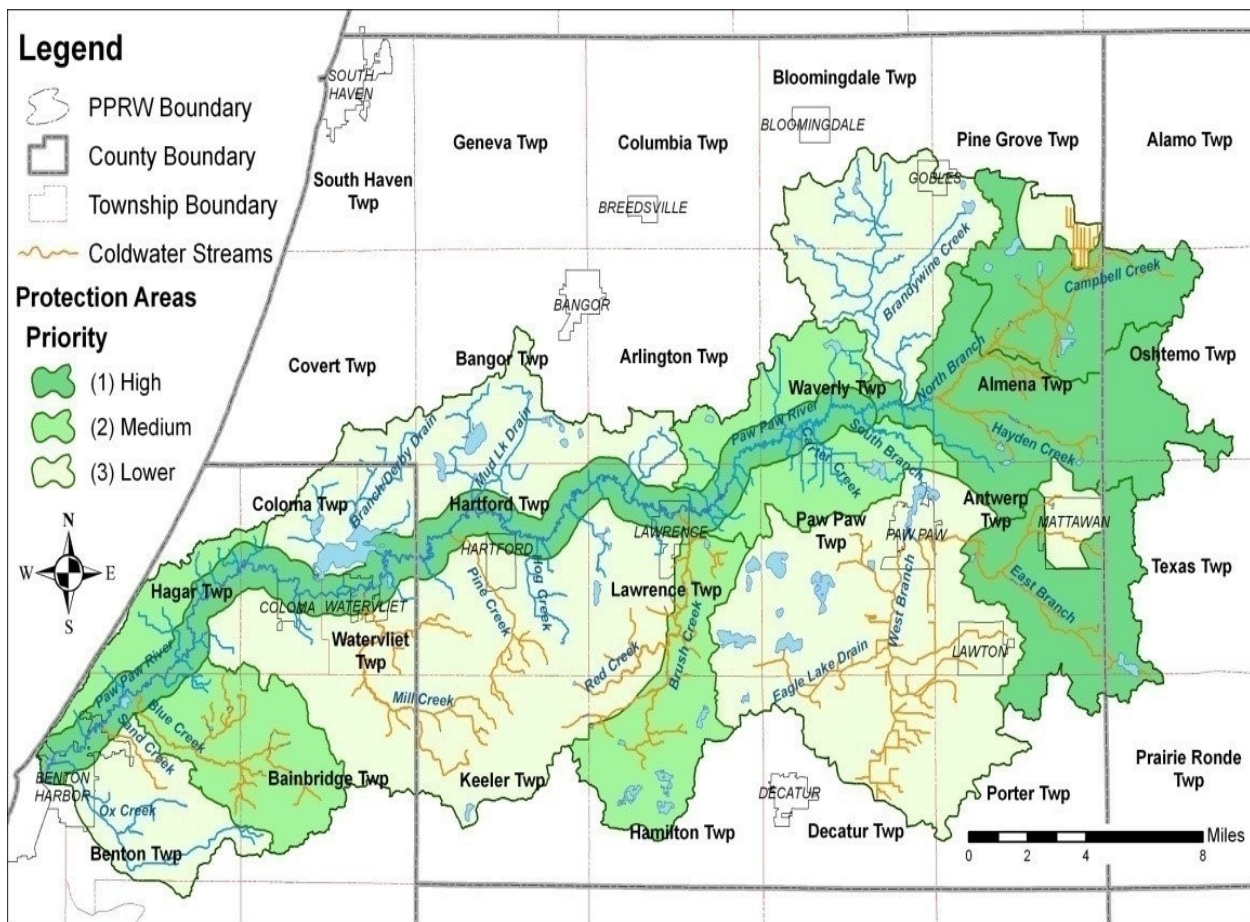 Legend
PPRW Boundary
County Boundary
Township Boundary
Coldwater Streams
Protection Areas
Priority
(1) High
(2) Medium
(3) Lower
N
W
E
S
SOUTH
HAVEN
South Haven
Twp
Geneva Twp
Columbia Twp
Bloomingdale Twp
BLOOMINGDALE
Pine Grove Twp
Alamo Twp
GOBLES
BREEDSVILLE
BANGOR
Brandywine Creek
Campbell Creek
Covert Twp
Bangor Twp
Arlington Twp
Waverly Twp
North Branch
Almena Twp
Oshtemo Twp
Paw Paw River
Carter Creek
South Branch
Hayden Creek
Branch/Derby Drain
Mud Lk Drain
Coloma Twp
Hartford Twp
HARTFORD
LAWRENCE
Paw Paw
Twp
PAW PAW
Antwerp
Twp
MATTAWAN
Texas Twp
Hagar Twp
COLOMA
WATERVLIET
Watervliet
Twp
Pine Creek
Hog Creek
Lawrence Twp
Red Creek
Brush Creek
West Branch
East Branch
Eagle Lake Drain
LAWTON
Paw Paw River
Blue Creek
Sand Creek
Mill Creek
BENTON
HARBOR
Ox Creek
Benton Twp
Bainbridge Twp
Keeler Twp
Hamilton Twp
DECATUR
Decatur Twp
Porter Twp
Prairie Ronde
Twp
Miles
0 2 4 8